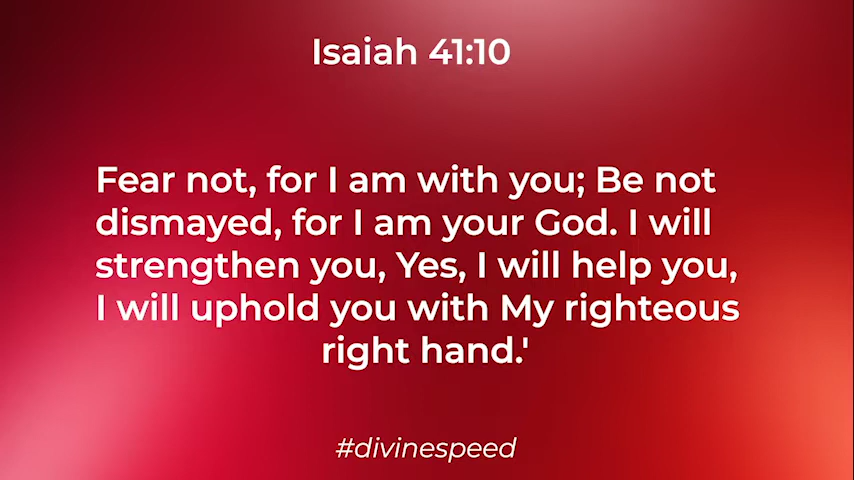 Isaiah 41:10
Fear not, for I am with you; Be not
dismayed, for I am your God. I will
strengthen you, Yes, I will help you,
I will uphold you with My righteous
right hand.'
#divinespeed